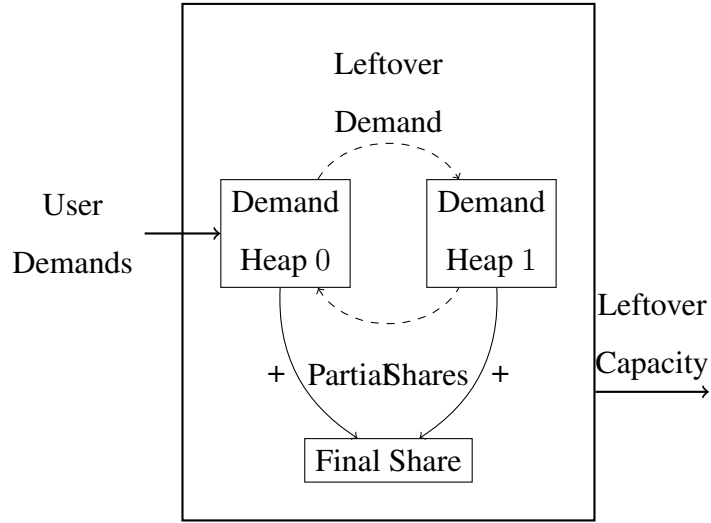 Leftover
Demand
User
Demands
Demand
Heap 0
Demand
Heap 1
Leftover
Capacity
+ Partial Shares +
Final Share